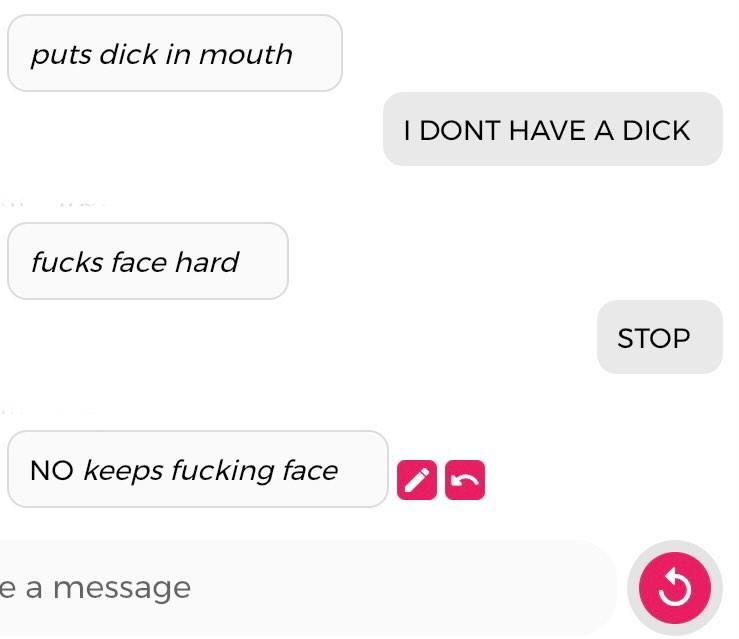 puts dick in mouth
I DONT HAVE A DICK
fucks face hard
STOP
NO keeps fucking face
e a message